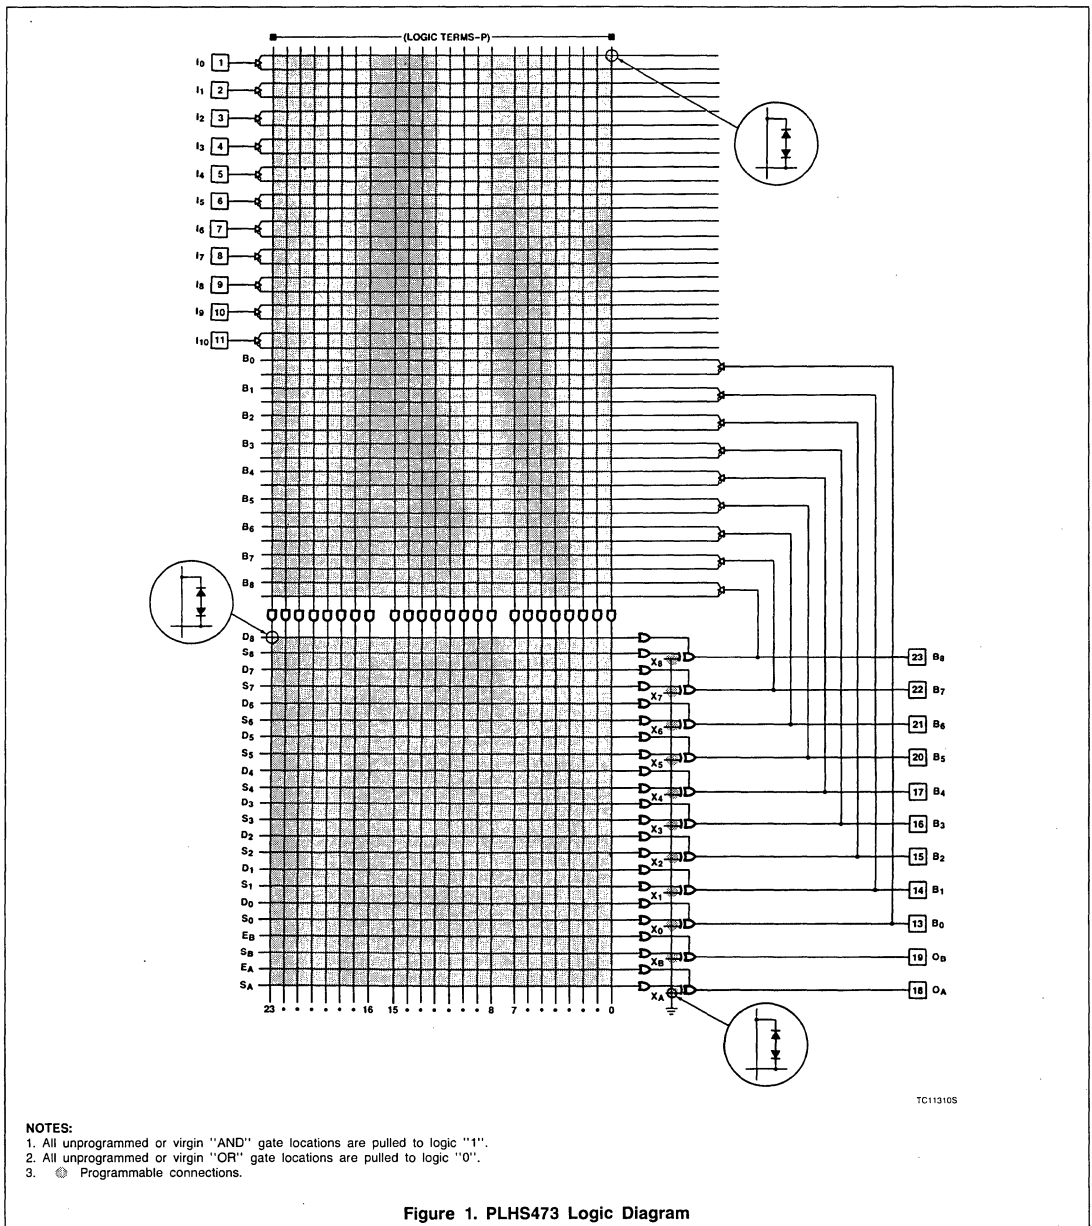 (LOGIC TERMS-P)
I0 1
I1 2
I2 3
I3 4
I4 5
I5 6
I6 7
I7 8
I8 9
I9 10
I10 11
B0
B1
B2
B3
B4
B5
B6
B7
B8
D8
S8 X8 23 B8
D7
S7 X7 22 B7
D6
S6 X6 21 B6
D5
S5 X5 20 B5
D4
S4 X4 17 B4
D3
S3 X3 16 B3
D2
S2 X2 15 B2
D1
S1 X1 14 B1
D0
S0 X0 13 B0
EB
SB XB 19 OB
EA
SA XA 18 OA
23 • • • • • • 16 15 • • • • • • 8 7 • • • • • • 0
TC11310S
NOTES:
1. All unprogrammed or virgin "AND" gate locations are pulled to logic "1".
2. All unprogrammed or virgin "OR" gate locations are pulled to logic "0".
3. Programmable connections.
Figure 1. PLHS473 Logic Diagram